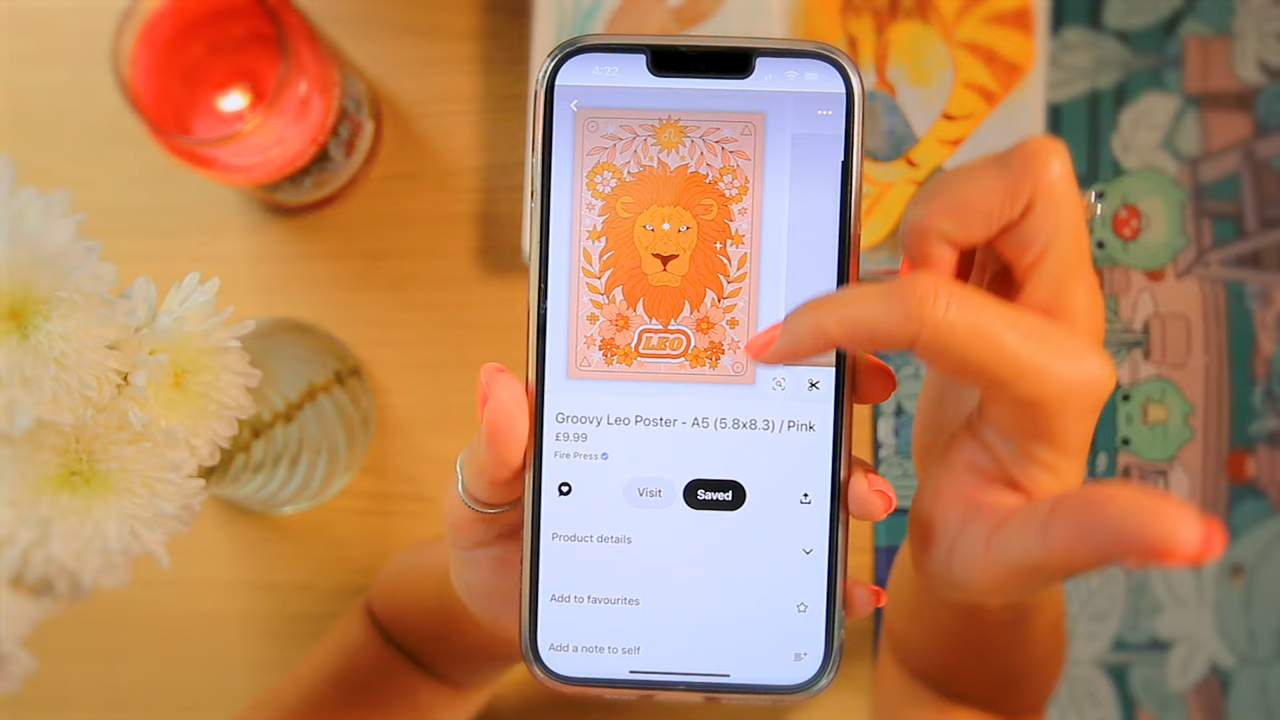 4:22
LEO
Groovy Leo Poster - A5 (5.8x8.3) / Pink
£9.99
Fire Press
Visit
Saved
Product details
Add to favourites
Add a note to self